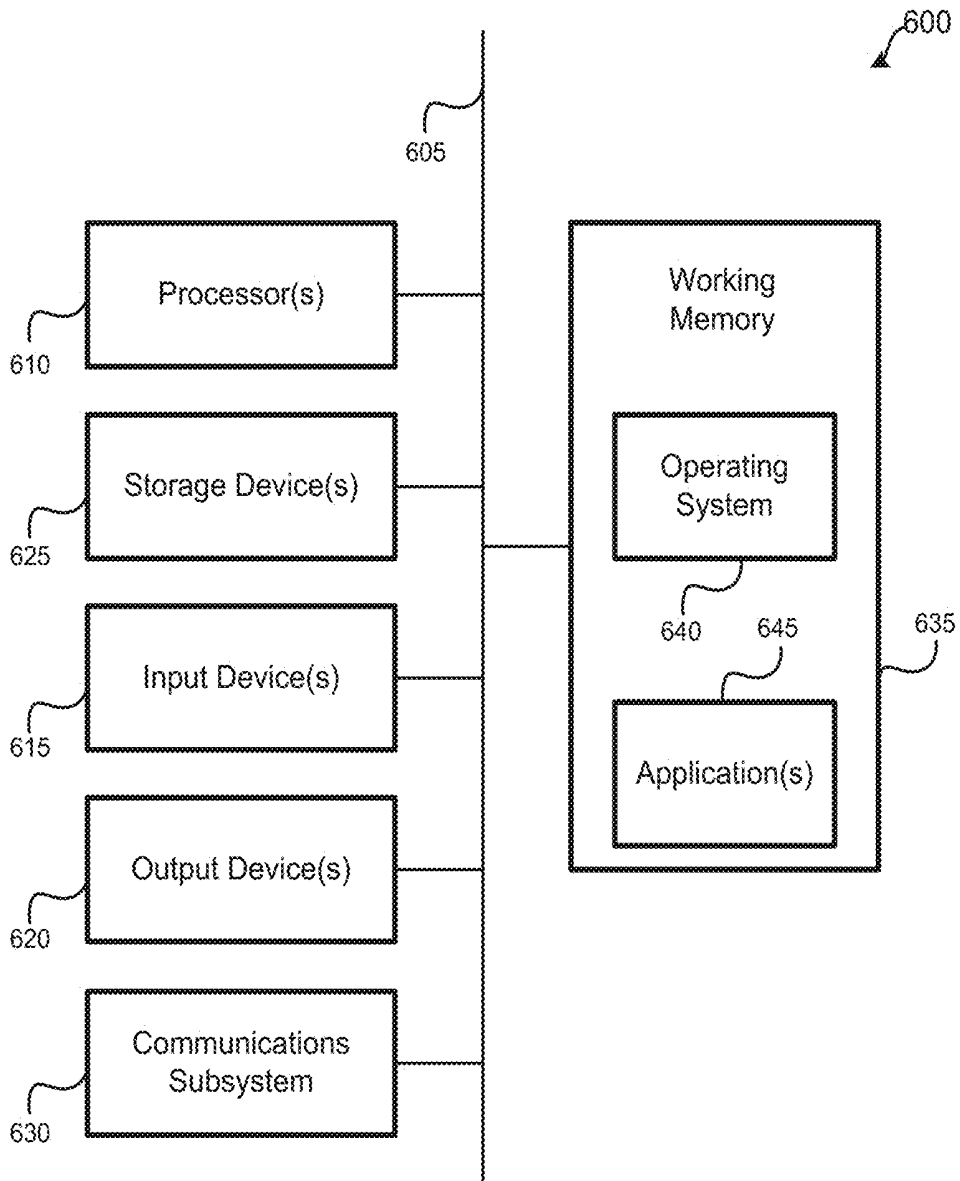 600
605
Processor(s)
610
Storage Device(s)
625
Input Device(s)
615
Output Device(s)
620
Communications
Subsystem
630
Working
Memory
Operating
System
640
645
635
Application(s)